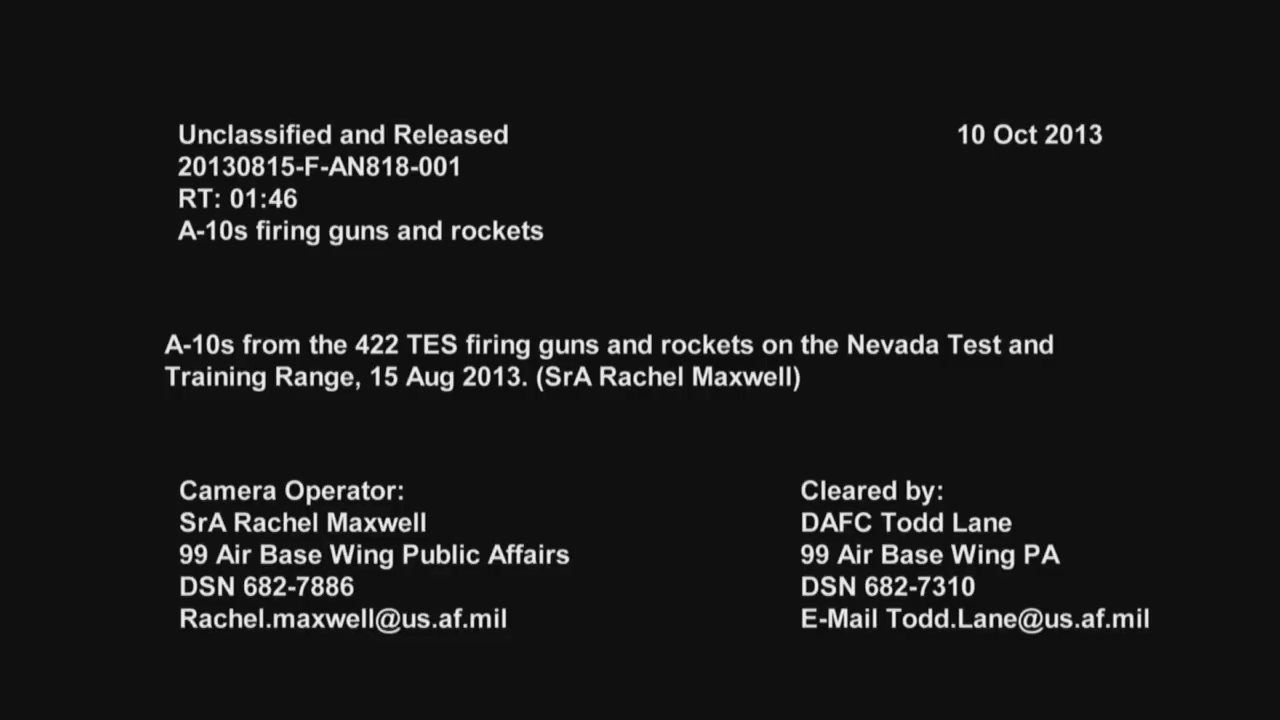 Unclassified and Released
10 Oct 2013
20130815-F-AN818-001
RT: 01:46
A-10s firing guns and rockets
A-10s from the 422 TES firing guns and rockets on the Nevada Test and
Training Range, 15 Aug 2013. (SrA Rachel Maxwell)
Camera Operator:
SrA Rachel Maxwell
99 Air Base Wing Public Affairs
DSN 682-7886
Rachel.maxwell@us.af.mil
Cleared by:
DAFC Todd Lane
99 Air Base Wing PA
DSN 682-7310
E-Mail Todd.Lane@us.af.mil